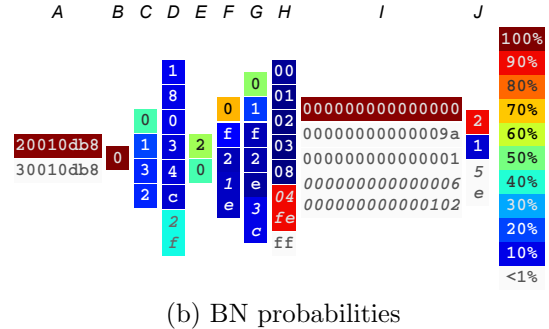 A B C D E F G H I J
20010db8
30010db8
0
0
1
3
2
1
8
0
3
4
c
2
f
2
0
0
f
2
1
e
0
1
f
2
e
3
c
00
01
02
03
08
04
fe
ff
000000000000000
00000000000009a
000000000000001
000000000000006
000000000000102
2
1
5
e
100%
90%
80%
70%
60%
50%
40%
30%
20%
10%
<1%
(b) BN probabilities